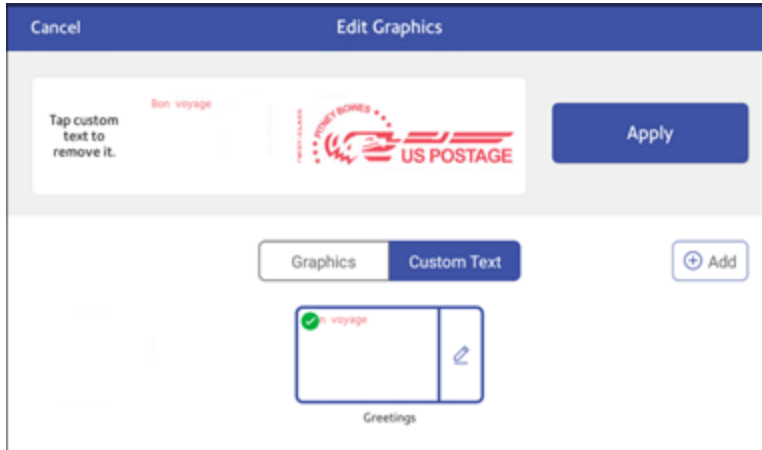 Cancel
Edit Graphics
Tap custom
text to
remove it.
Bon voyage
FIRST-CLASS
PITNEY BOWES
US POSTAGE
Apply
Graphics
Custom Text
Add
n voyage
Greetings